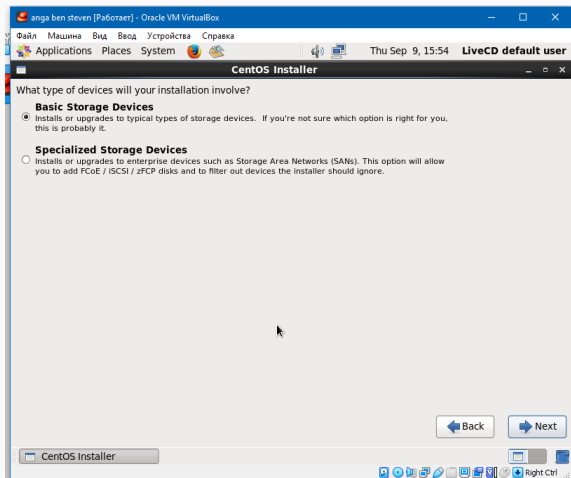 anga ben steven [Работает] - Oracle VM VirtualBox
Файл Машина Вид Ввод Устройства Справка
Applications Places System Thu Sep 9, 15:54 LiveCD default user
CentOS Installer
What type of devices will your installation involve?
Basic Storage Devices
Installs or upgrades to typical types of storage devices. If you're not sure which option is right for you,
this is probably it.
Specialized Storage Devices
Installs or upgrades to enterprise devices such as Storage Area Networks (SANs). This option will allow
you to add FCoE / iSCSI / zFCP disks and to filter out devices the installer should ignore.
Back Next
CentOS Installer
Right Ctrl